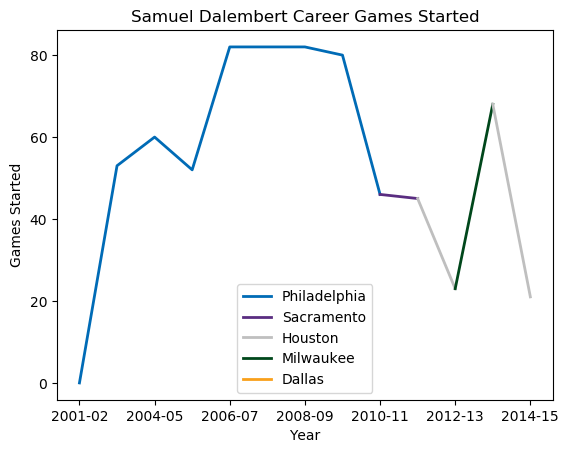 Samuel Dalembert Career Games Started
Games Started
80
60
40
20
0
Philadelphia
Sacramento
Houston
Milwaukee
Dallas
2001-02 2004-05 2006-07 2008-09 2010-11 2012-13 2014-15
Year